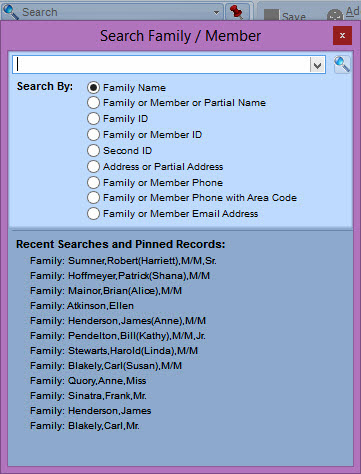 Search
Save
Ad
Search Family / Member
x
Search By:
Family Name
Family or Member or Partial Name
Family ID
Family or Member ID
Second ID
Address or Partial Address
Family or Member Phone
Family or Member Phone with Area Code
Family or Member Email Address
Recent Searches and Pinned Records:
Family: Sumner,Robert(Harriett),M/M,Sr.
Family: Hoffmeyer,Patrick(Shana),M/M
Family: Mainor,Brian(Alice),M/M
Family: Atkinson,Ellen
Family: Henderson,James(Anne),M/M
Family: Pendelton,Bill(Kathy),M/M,Jr.
Family: Stewarts,Harold(Linda),M/M
Family: Blakely,Carl(Susan),M/M
Family: Quory,Anne,Miss
Family: Sinatra,Frank,Mr.
Family: Henderson,James
Family: Blakely,Carl,Mr.